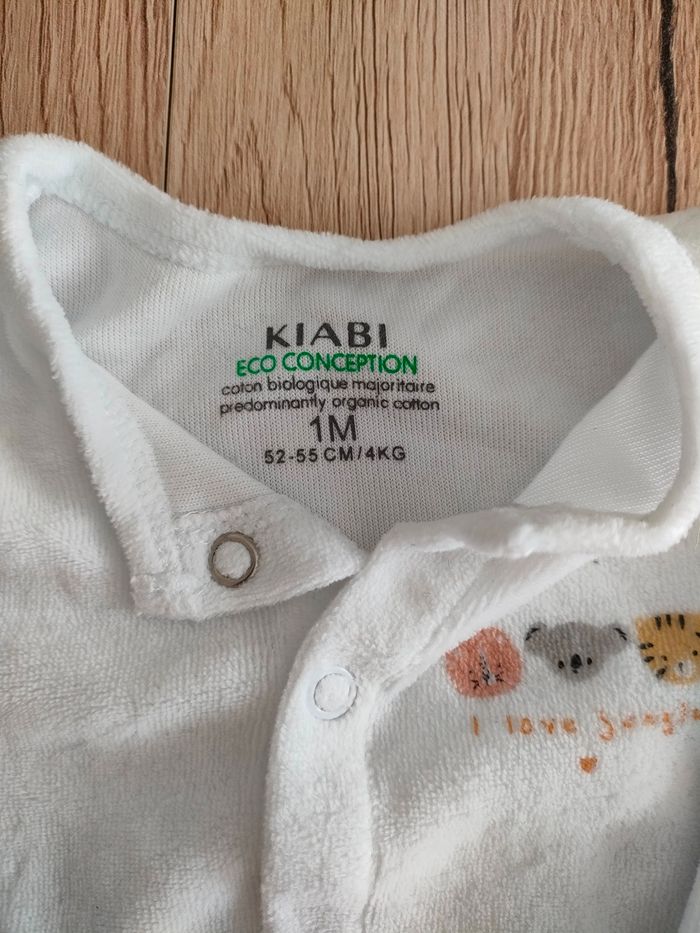 KIABI
ECO CONCEPTION
coton biologique majoritaire
predominantly organic cotton
1M
52-55 CM/4KG
I love